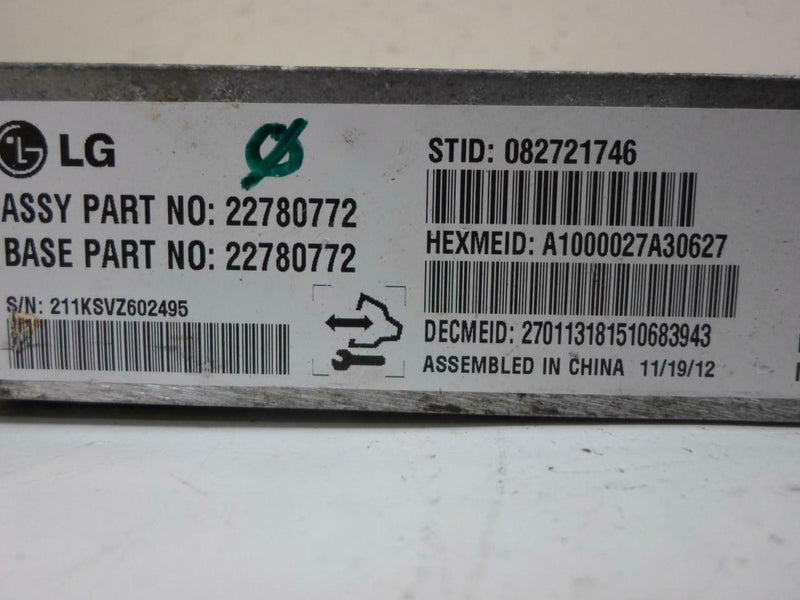 LG
ASSY PART NO: 22780772
BASE PART NO: 22780772
S/N: 211KSVZ602495
STID: 082721746
HEXMEID: A1000027A30627
DECMEID: 270113181510683943
ASSEMBLED IN CHINA 11/19/12